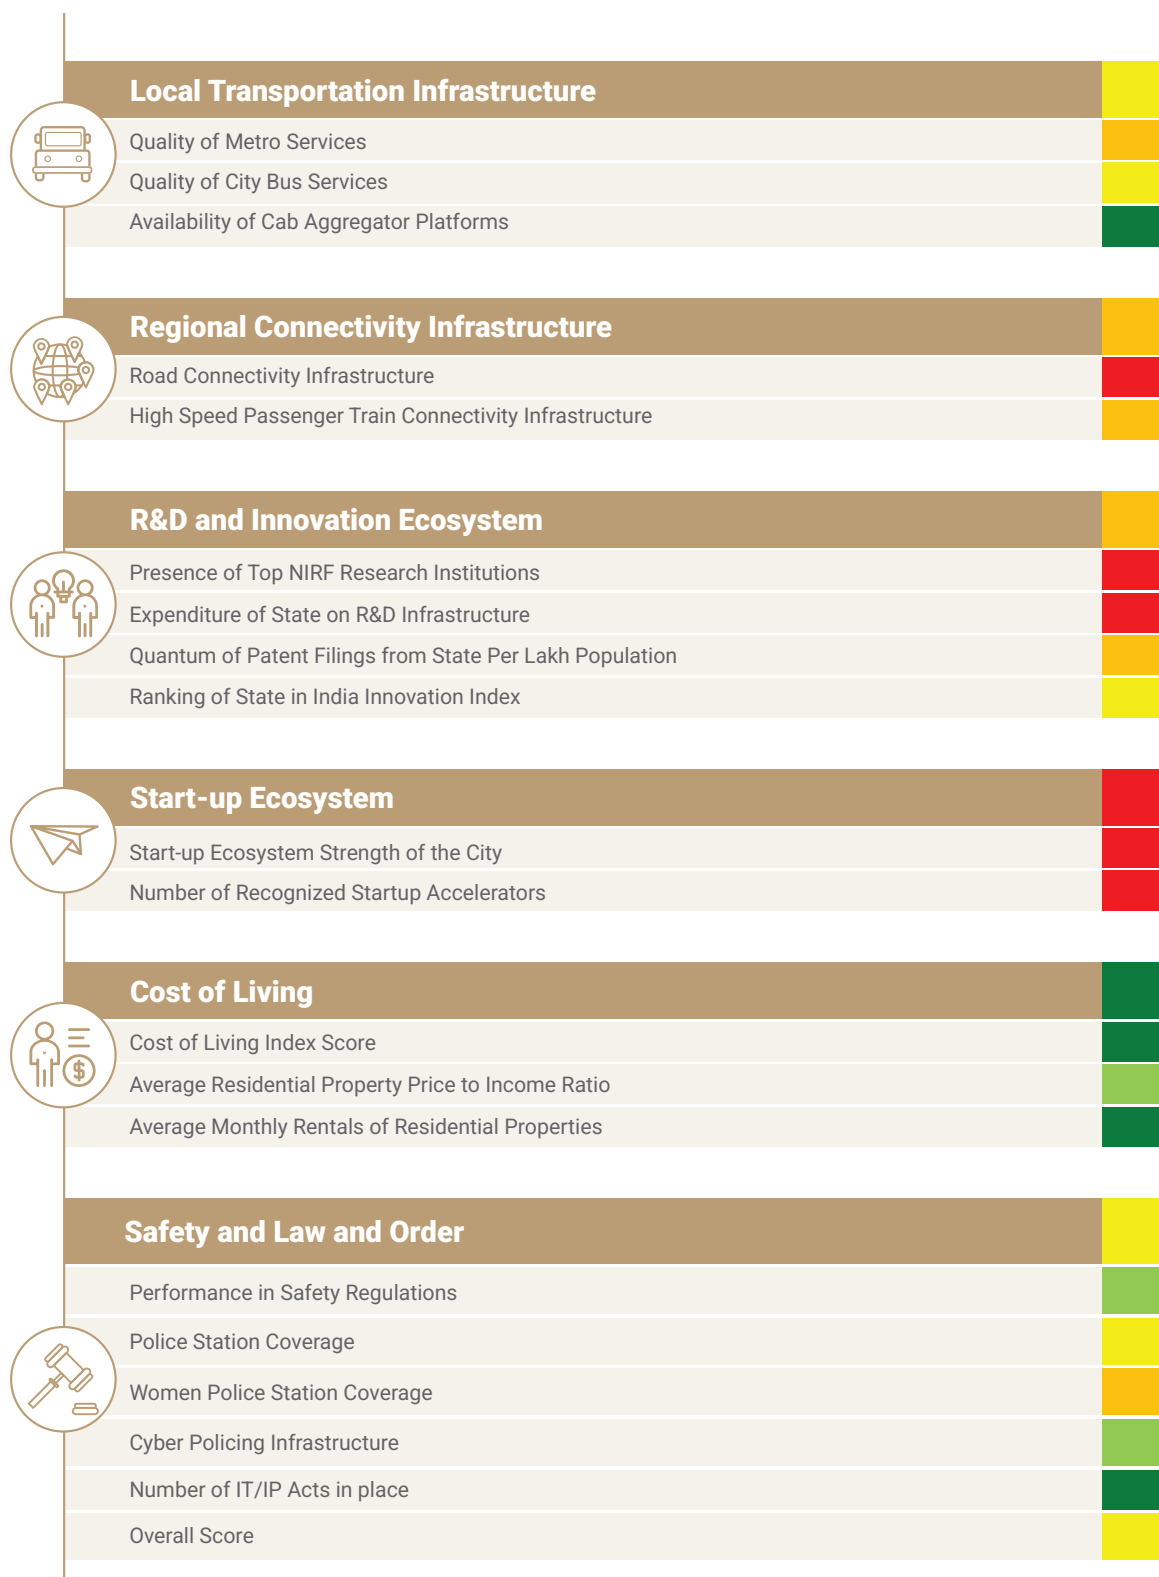 Local Transportation Infrastructure
Quality of Metro Services
Quality of City Bus Services
Availability of Cab Aggregator Platforms
Regional Connectivity Infrastructure
Road Connectivity Infrastructure
High Speed Passenger Train Connectivity Infrastructure
R&D and Innovation Ecosystem
Presence of Top NIRF Research Institutions
Expenditure of State on R&D Infrastructure
Quantum of Patent Filings from State Per Lakh Population
Ranking of State in India Innovation Index
Start-up Ecosystem
Start-up Ecosystem Strength of the City
Number of Recognized Startup Accelerators
Cost of Living
Cost of Living Index Score
Average Residential Property Price to Income Ratio
Average Monthly Rentals of Residential Properties
$
Safety and Law and Order
Performance in Safety Regulations
Police Station Coverage
Women Police Station Coverage
Cyber Policing Infrastructure
Number of IT/IP Acts in place
Overall Score